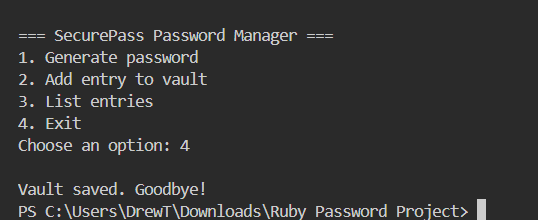 === SecurePass Password Manager ===
1. Generate password
2. Add entry to vault
3. List entries
4. Exit
Choose an option: 4
Vault saved. Goodbye!
PS C:\Users\DrewT\Downloads\Ruby Password Project>